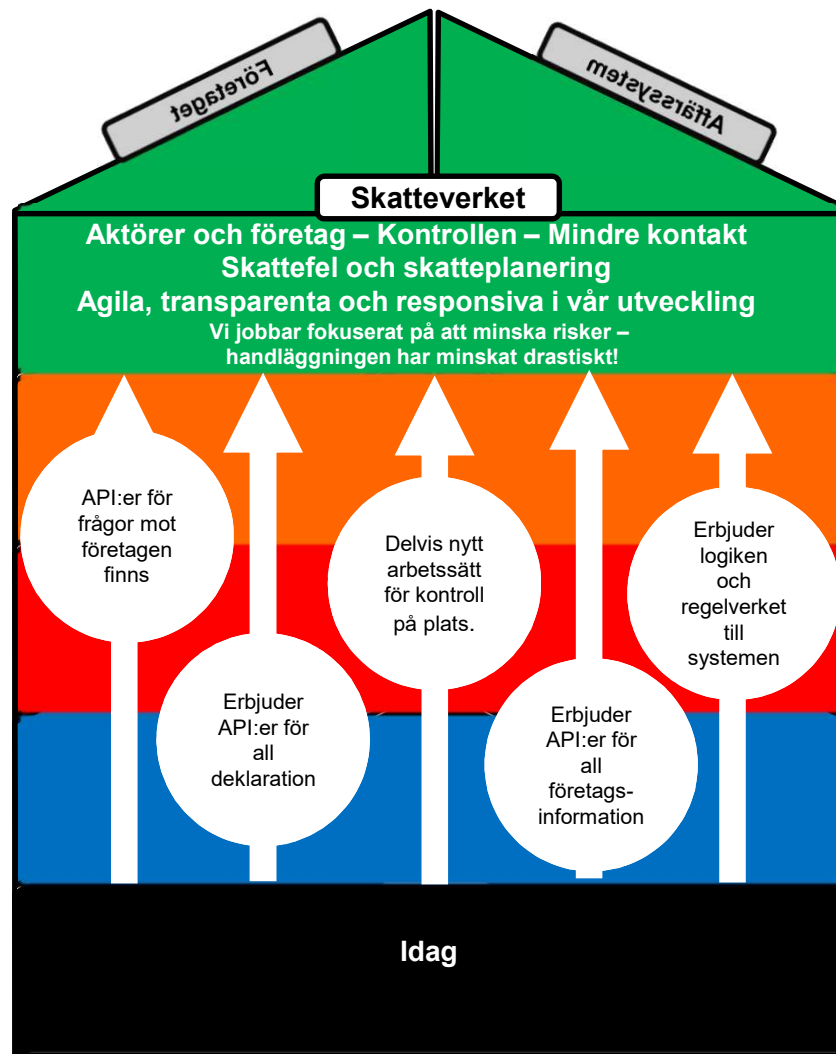 Företaget
Affärssystem
Skatteverket
Aktörer och företag – Kontrollen – Mindre kontakt
Skattefel och skatteplanering
Agila, transparenta och responsiva i vår utveckling
Vi jobbar fokuserat på att minska risker –
handläggningen har minskat drastiskt!
API:er för
frågor mot
företagen
finns
Erbjuder
API:er för
all
deklaration
Delvis nytt
arbetssätt
för kontroll
på plats.
Erbjuder
API:er för
all
företags-
information
Erbjuder
logiken
och
regelverket
till
systemen
Idag